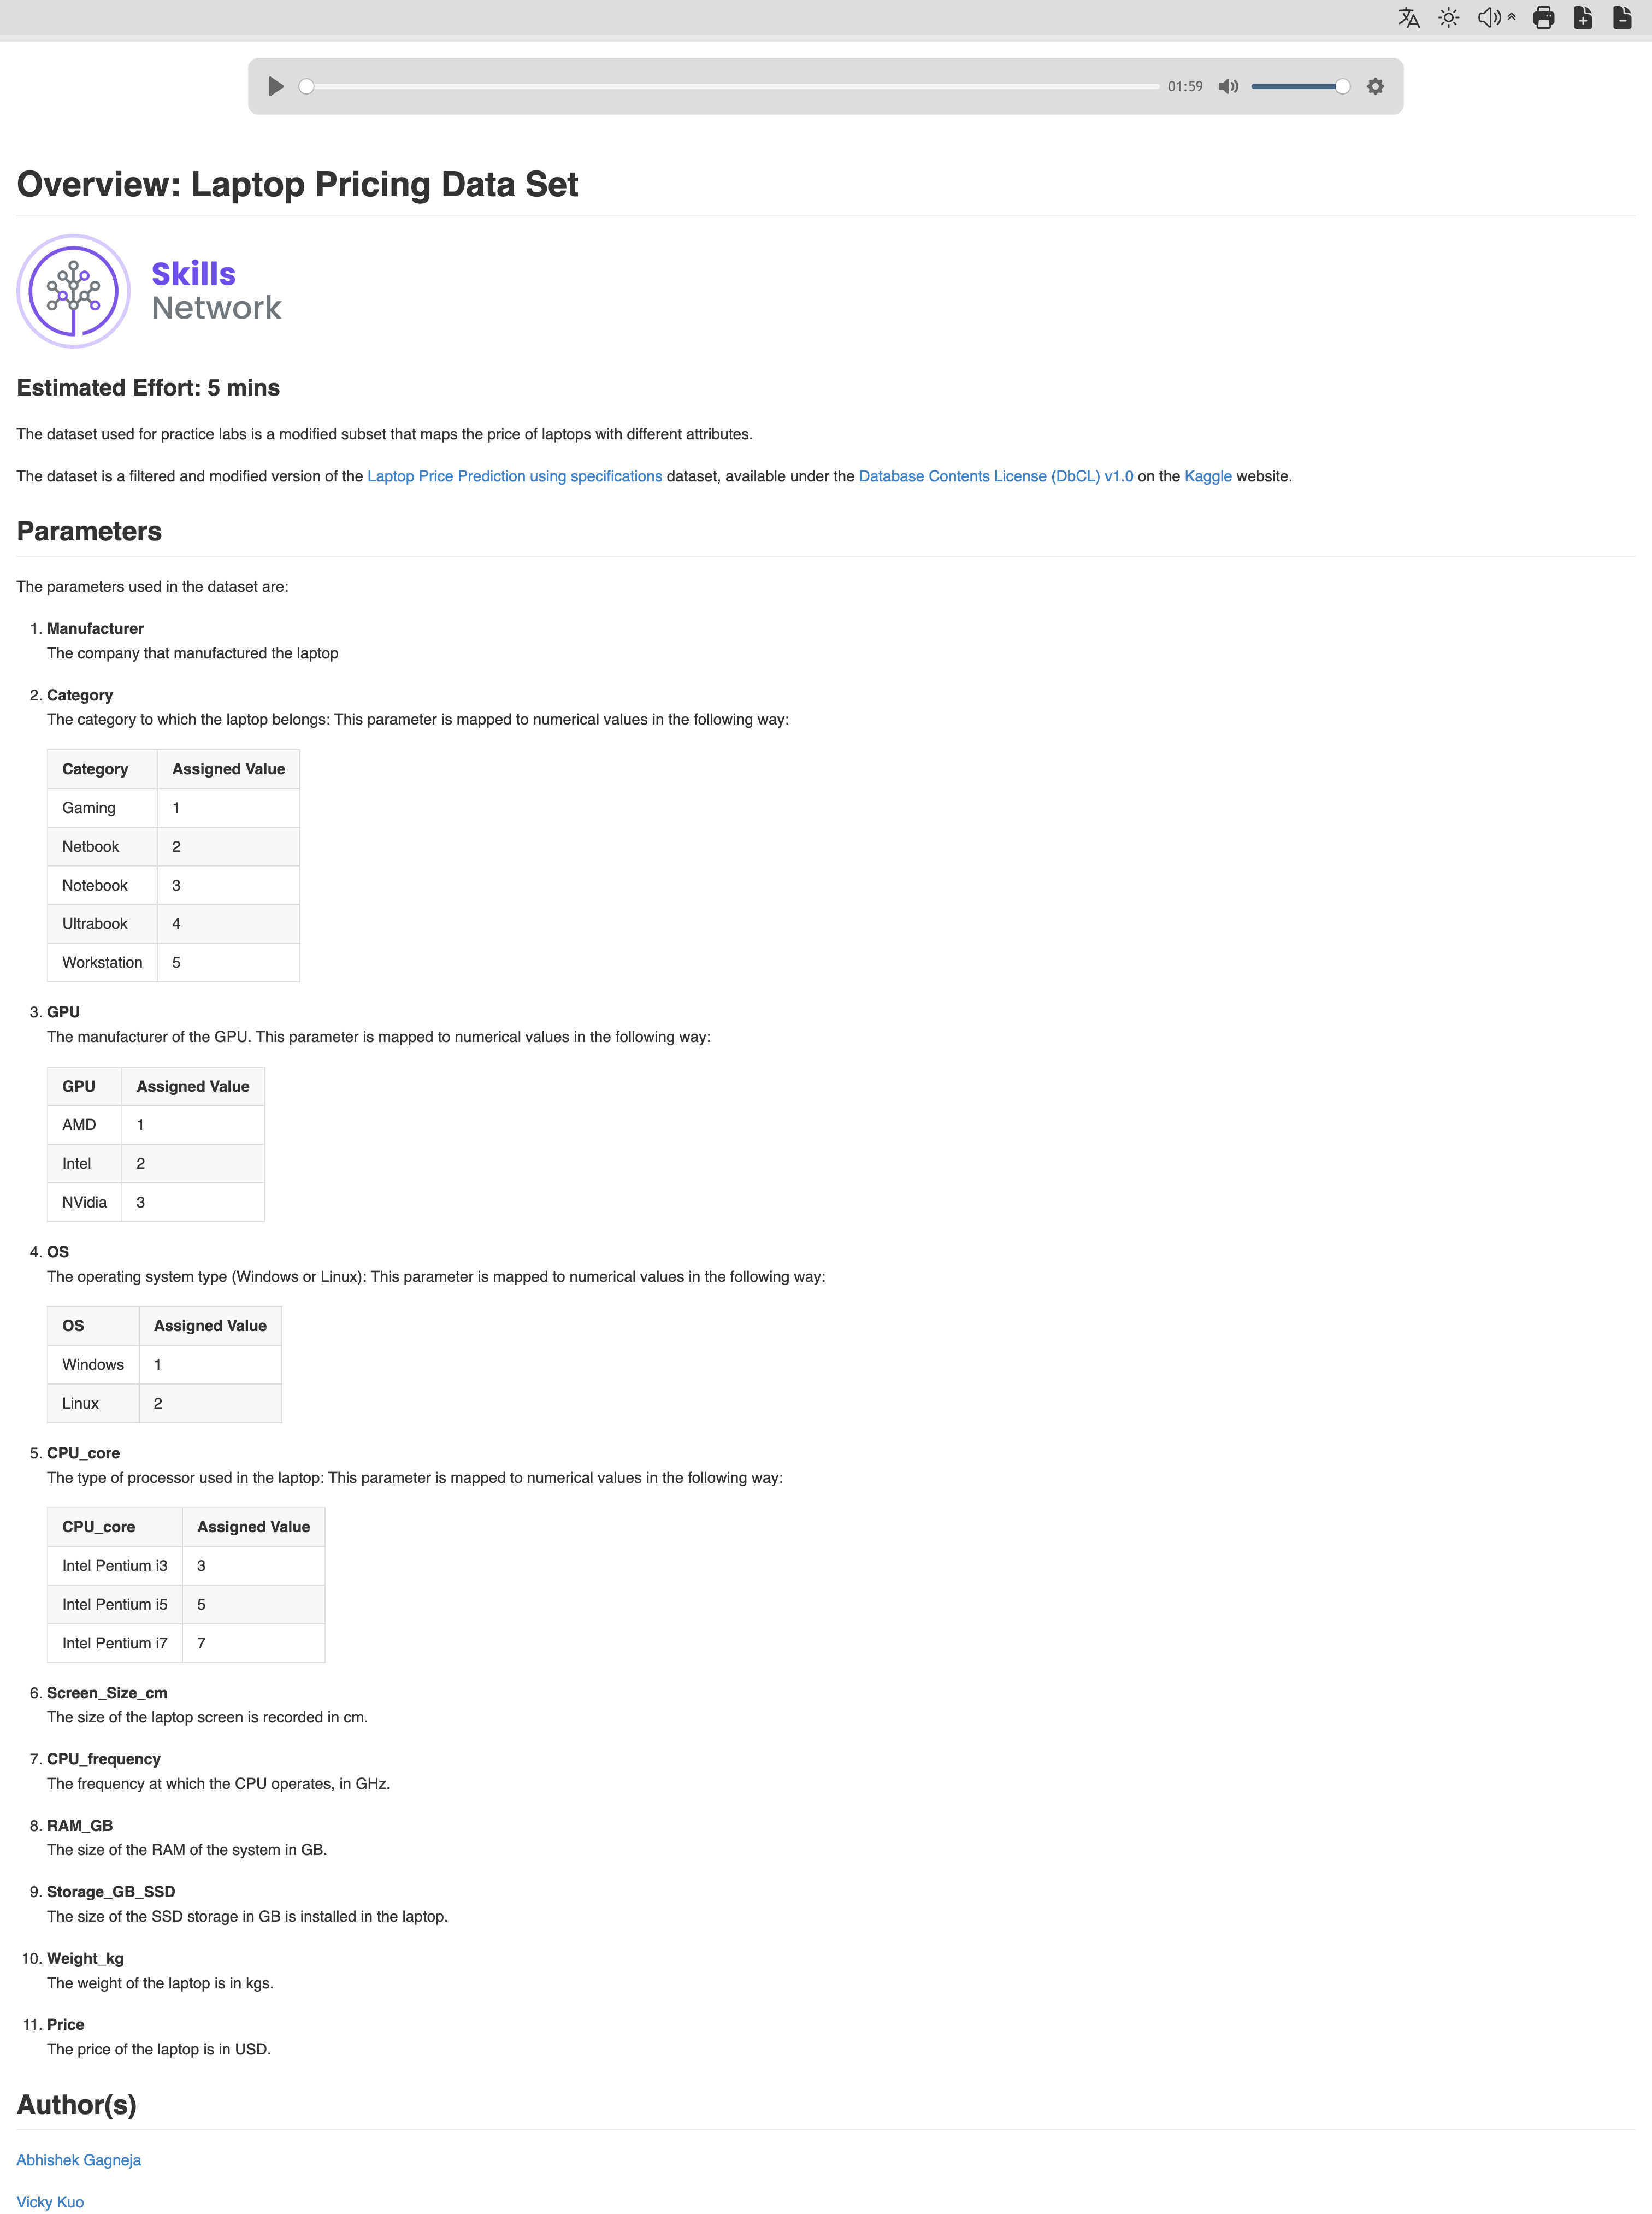 01:59
Overview: Laptop Pricing Data Set
Skills
Network
Estimated Effort: 5 mins
The dataset used for practice labs is a modified subset that maps the price of laptops with different attributes.
The dataset is a filtered and modified version of the Laptop Price Prediction using specifications dataset, available under the Database Contents License (DbCL) v1.0 on the Kaggle website.
Parameters
The parameters used in the dataset are:
1. Manufacturer
The company that manufactured the laptop
2. Category
The category to which the laptop belongs: This parameter is mapped to numerical values in the following way:
Category Assigned Value
Gaming 1
Netbook 2
Notebook 3
Ultrabook 4
Workstation 5
3. GPU
The manufacturer of the GPU. This parameter is mapped to numerical values in the following way:
GPU Assigned Value
AMD 1
Intel 2
NVidia 3
4. OS
The operating system type (Windows or Linux): This parameter is mapped to numerical values in the following way:
OS Assigned Value
Windows 1
Linux 2
5. CPU_core
The type of processor used in the laptop: This parameter is mapped to numerical values in the following way:
CPU_core Assigned Value
Intel Pentium i3 3
Intel Pentium i5 5
Intel Pentium i7 7
6. Screen_Size_cm
The size of the laptop screen is recorded in cm.
7. CPU_frequency
The frequency at which the CPU operates, in GHz.
8. RAM_GB
The size of the RAM of the system in GB.
9. Storage_GB_SSD
The size of the SSD storage in GB is installed in the laptop.
10. Weight_kg
The weight of the laptop is in kgs.
11. Price
The price of the laptop is in USD.
Author(s)
Abhishek Gagneja
Vicky Kuo